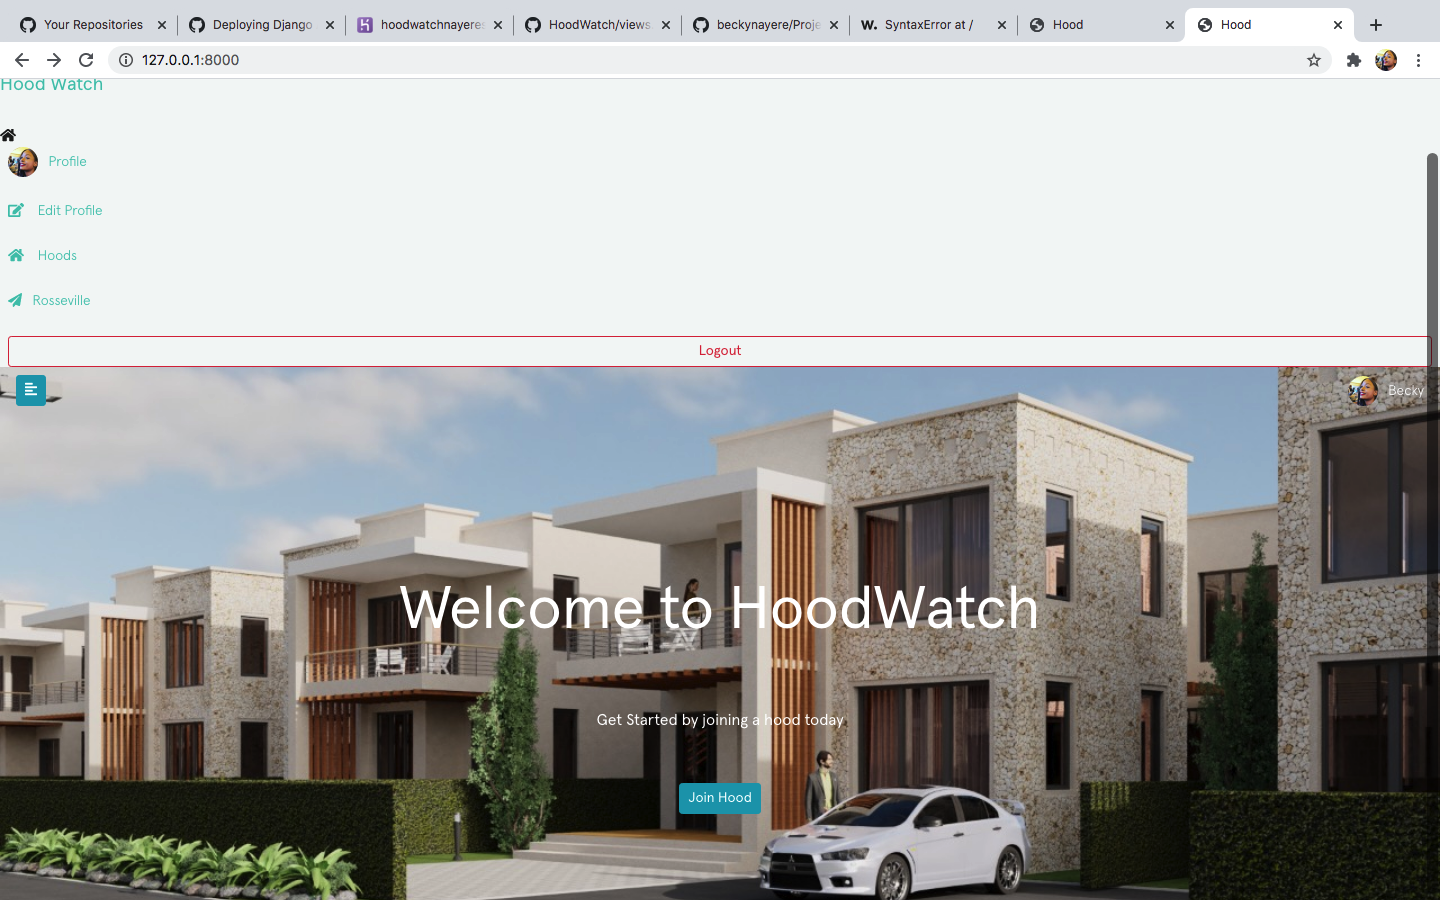 Your Repositories
Deploying Django
hoodwatchnayeres
HoodWatch/views
beckynayere/Proje
W. SyntaxError at /
Hood
Hood
127.0.0.1:8000
Hood Watch
Profile
Edit Profile
Hoods
Rosseville
Logout
Becky
Welcome to HoodWatch
Get Started by joining a hood today
Join Hood